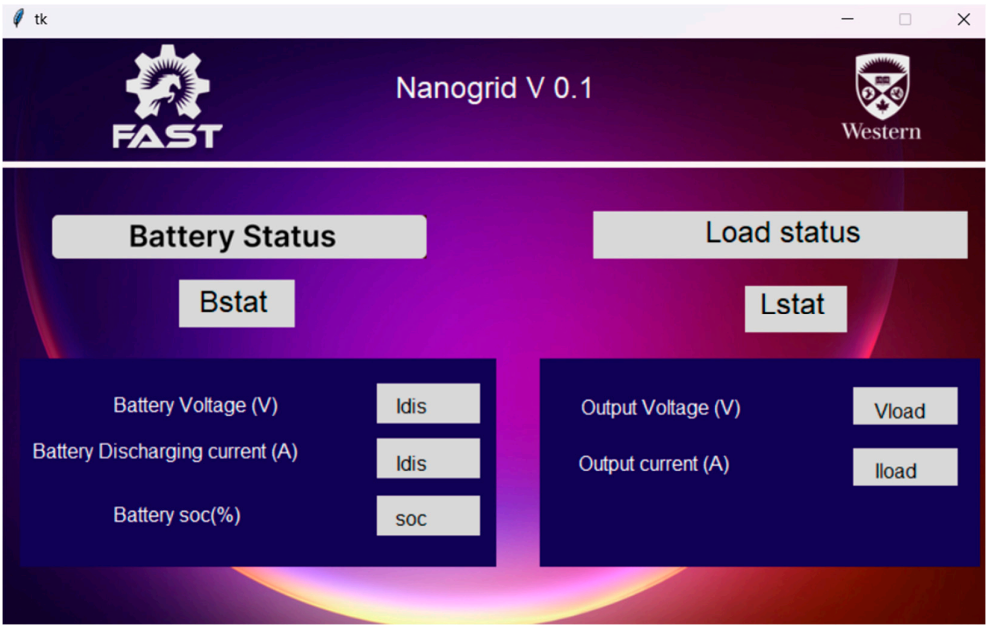 tk
FAST
Nanogrid V 0.1
Western
Battery Status
Load status
Bstat
Lstat
Battery Voltage (V) Idis
Battery Discharging current (A) Idis
Battery soc(%) soc
Output Voltage (V) Vload
Output current (A) Iload